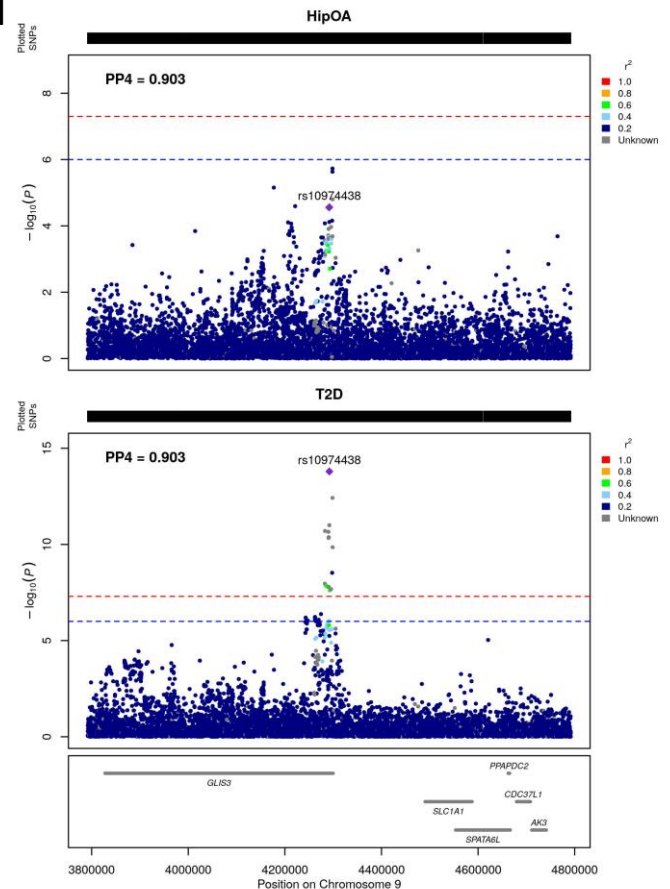 HipOA
Plotted
SNPs
PP4 = 0.903
rs10974438
− log₁₀(P)
8
6
4
2
0
r²
1.0
0.8
0.6
0.4
0.2
Unknown
T2D
Plotted
SNPs
PP4 = 0.903
rs10974438
− log₁₀(P)
15
10
5
0
r²
1.0
0.8
0.6
0.4
0.2
Unknown
PPAPDC2
GLIS3
CDC37L1
SLC1A1
AK3
SPATA6L
3800000 4000000 4200000 4400000 4600000 4800000
Position on Chromosome 9